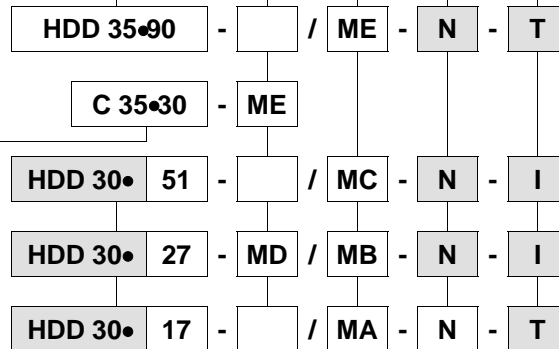 HDD 35•90 - / ME - N - T
C 35•30 - ME
HDD 30• 51 - / MC - N - I
HDD 30• 27 - MD / MB - N - I
HDD 30• 17 - / MA - N - T